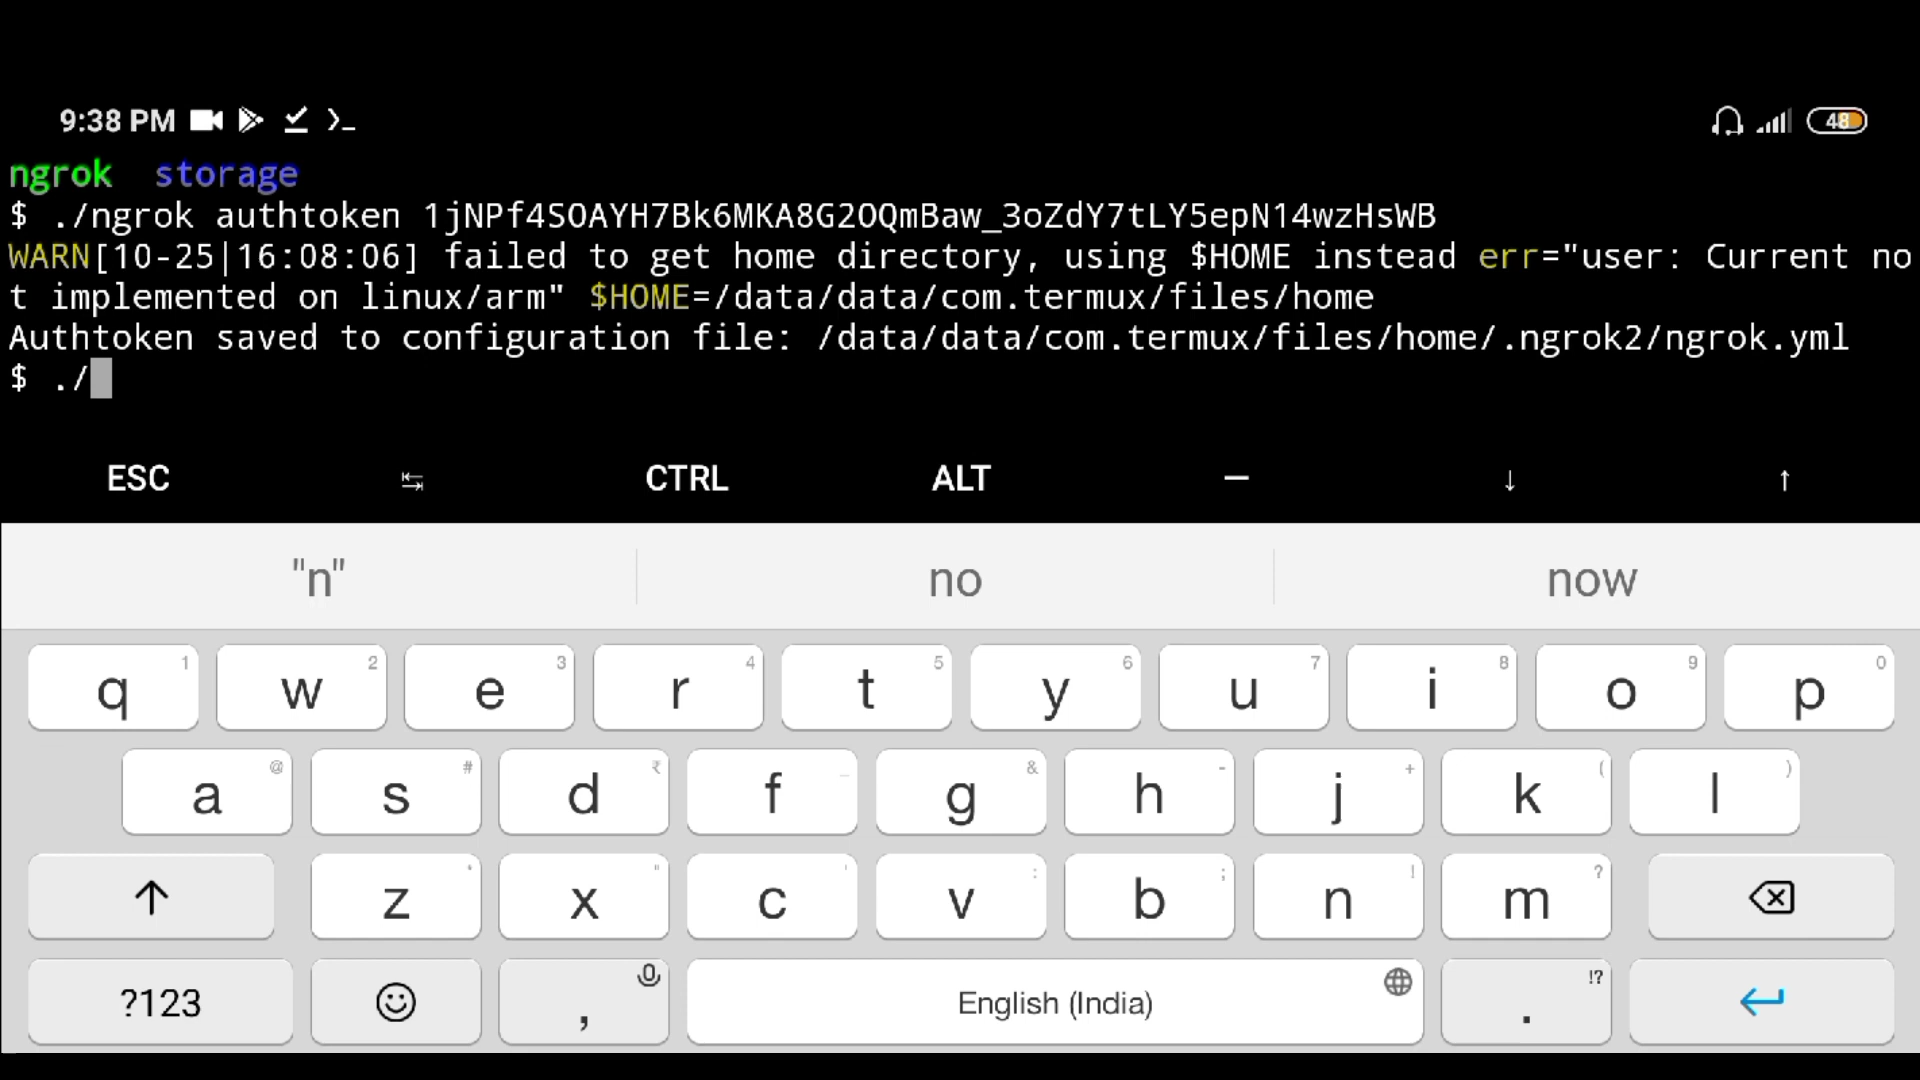 9:38 PM
48
ngrok storage
$ ./ngrok authtoken 1jNPf4SOAYH7Bk6MKA8G2OQmBaw_3oZdY7tLY5epN14wzHsWB
WARN[10-25|16:08:06] failed to get home directory, using $HOME instead err="user: Current no
t implemented on linux/arm" $HOME=/data/data/com.termux/files/home
Authtoken saved to configuration file: /data/data/com.termux/files/home/.ngrok2/ngrok.yml
$ ./
ESC ↹ CTRL ALT — ↓ ↑
"n" no now
q 1 w 2 e 3 r 4 t 5 y 6 u 7 i 8 o 9 p 0
a @ s # d ₹ f _ g & h - j + k ( l )
z * x " c ' v : b ; n ! m ?
?123 , English (India) . !?